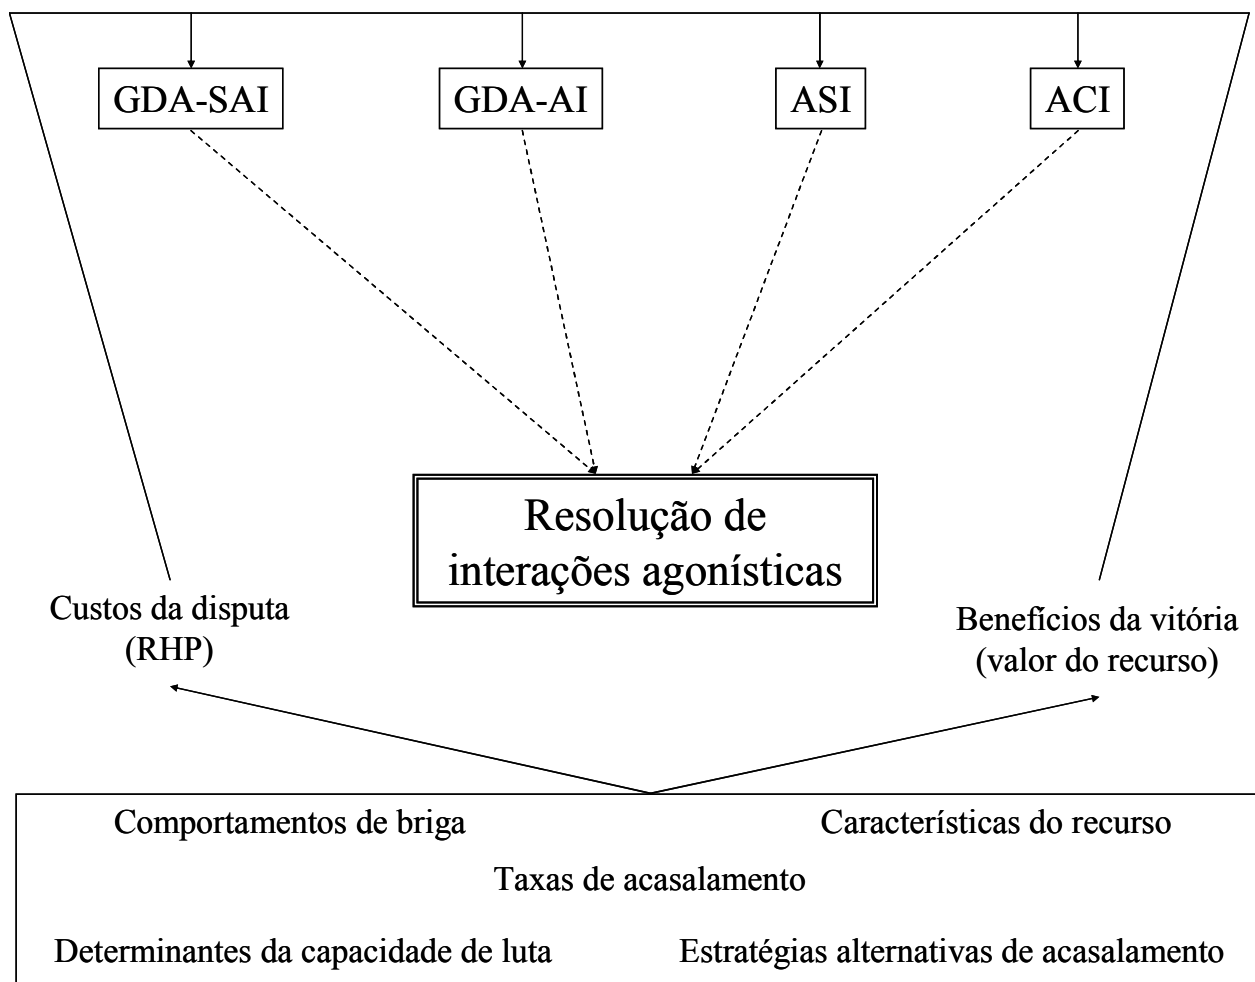 GDA-SAI
GDA-AI
ASI
ACI
Resolução de
interações agonísticas
Custos da disputa
(RHP)
Benefícios da vitória
(valor do recurso)
Comportamentos de briga
Características do recurso
Taxas de acasalamento
Determinantes da capacidade de luta
Estratégias alternativas de acasalamento